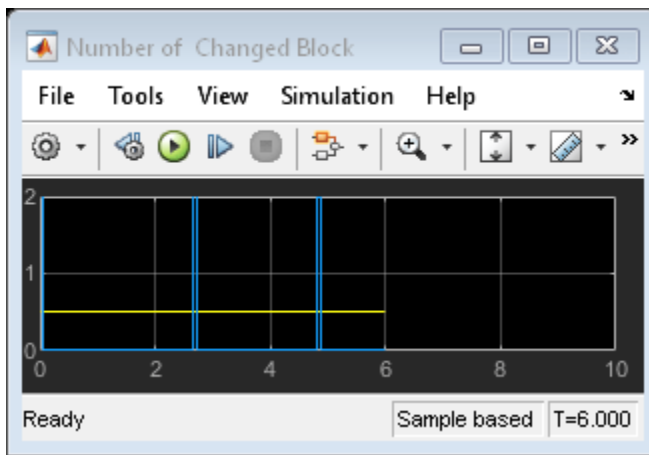 Number of Changed Block
File Tools View Simulation Help
2
1
0
0 2 4 6 8 10
Ready Sample based T=6.000